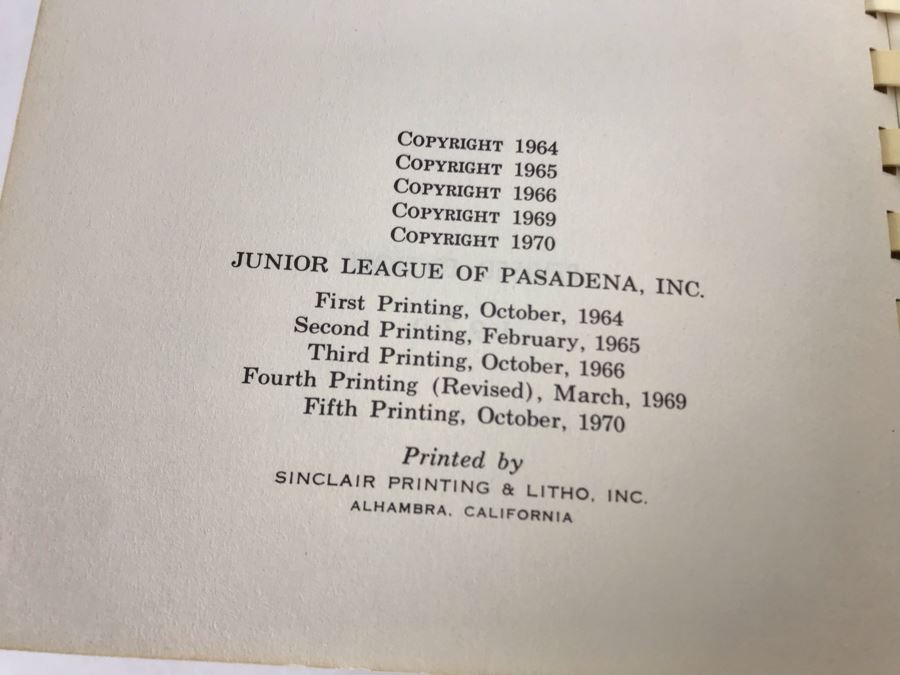 COPYRIGHT 1964
COPYRIGHT 1965
COPYRIGHT 1966
COPYRIGHT 1969
COPYRIGHT 1970
JUNIOR LEAGUE OF PASADENA, INC.
First Printing, October, 1964
Second Printing, February, 1965
Third Printing, October, 1966
Fourth Printing (Revised), March, 1969
Fifth Printing, October, 1970
Printed by
SINCLAIR PRINTING & LITHO, INC.
ALHAMBRA, CALIFORNIA